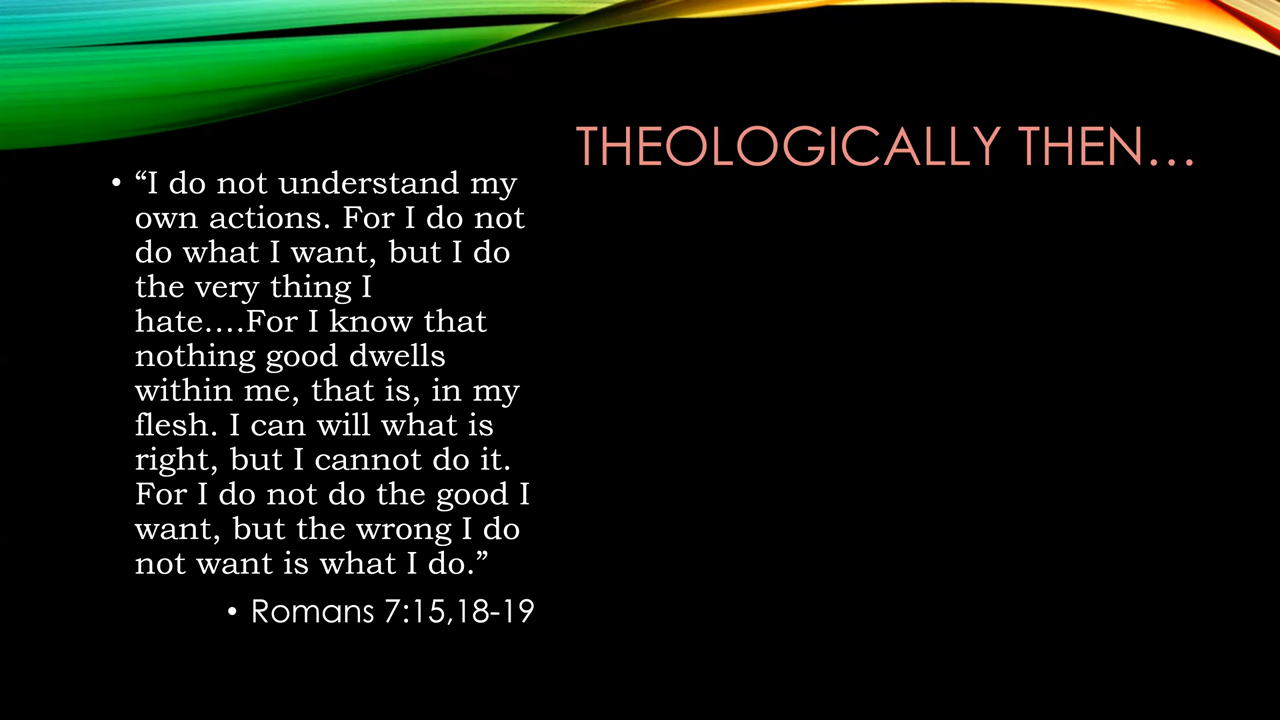 THEOLOGICALLY THEN…
• “I do not understand my
own actions. For I do not
do what I want, but I do
the very thing I
hate….For I know that
nothing good dwells
within me, that is, in my
flesh. I can will what is
right, but I cannot do it.
For I do not do the good I
want, but the wrong I do
not want is what I do.”
• Romans 7:15,18-19